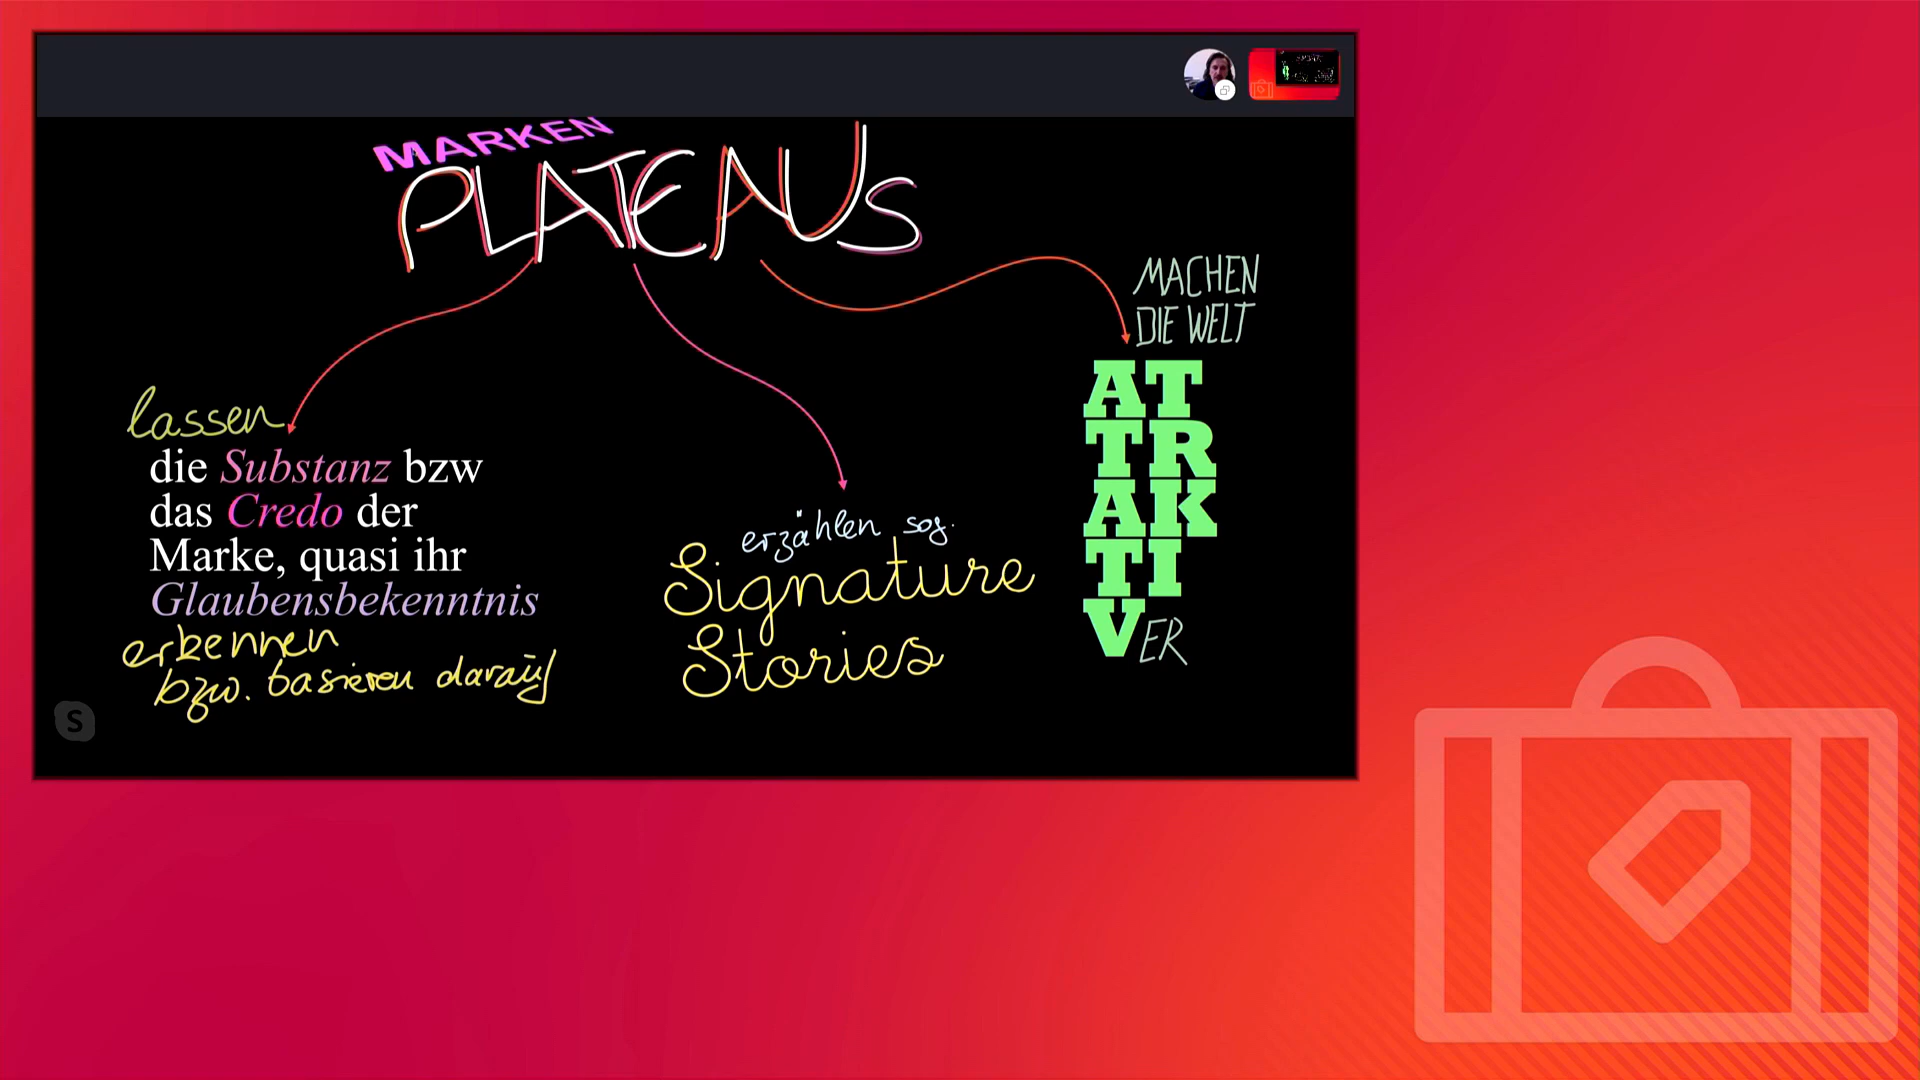 MARKEN
PLATEAUS
lassen
die Substanz bzw
das Credo der
Marke, quasi ihr
Glaubensbekenntnis
erkennen
bzw. basieren darauf
erzählen sog.
Signature
Stories
MACHEN
DIE WELT
AT
TR
AK
TI
VER
S